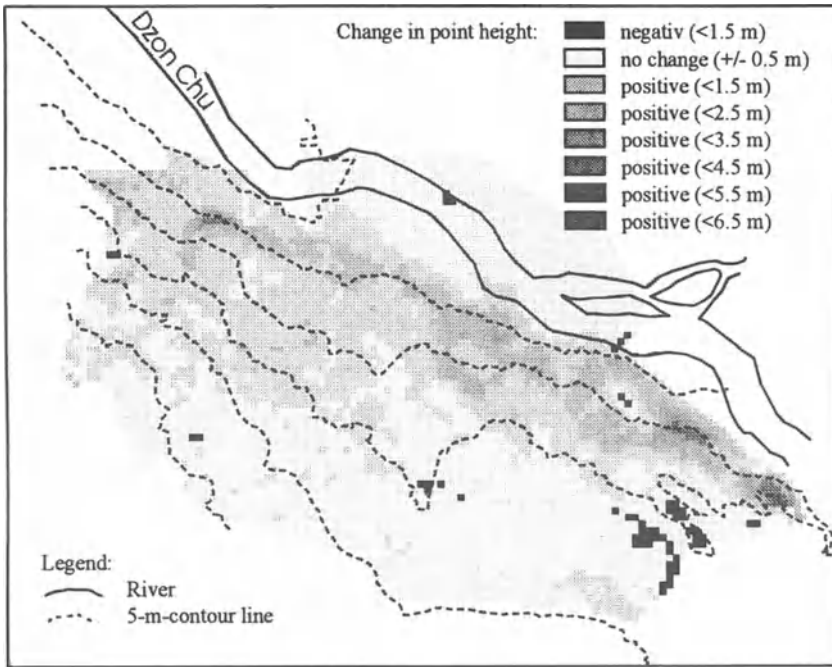 Dzon Chu
Change in point height:
negativ (<1.5 m)
no change (+/- 0.5 m)
positive (<1.5 m)
positive (<2.5 m)
positive (<3.5 m)
positive (<4.5 m)
positive (<5.5 m)
positive (<6.5 m)
Legend:
River
5-m-contour line